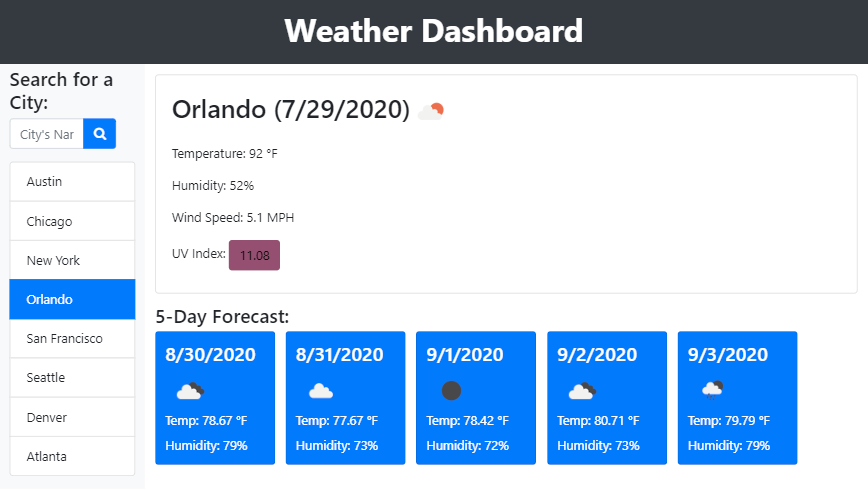 Weather Dashboard
Search for a
City:
City's Nar
Austin
Chicago
New York
Orlando
San Francisco
Seattle
Denver
Atlanta
Orlando (7/29/2020)
Temperature: 92 °F
Humidity: 52%
Wind Speed: 5.1 MPH
UV Index: 11.08
5-Day Forecast:
8/30/2020
Temp: 78.67 °F
Humidity: 79%
8/31/2020
Temp: 77.67 °F
Humidity: 73%
9/1/2020
Temp: 78.42 °F
Humidity: 72%
9/2/2020
Temp: 80.71 °F
Humidity: 73%
9/3/2020
Temp: 79.79 °F
Humidity: 79%